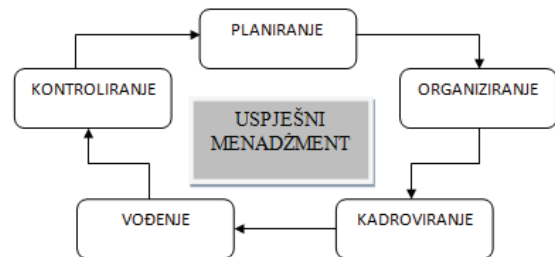 PLANIRANJE
KONTROLIRANJE
ORGANIZIRANJE
USPJEŠNI
MENADŽMENT
VOĐENJE
KADROVIRANJE